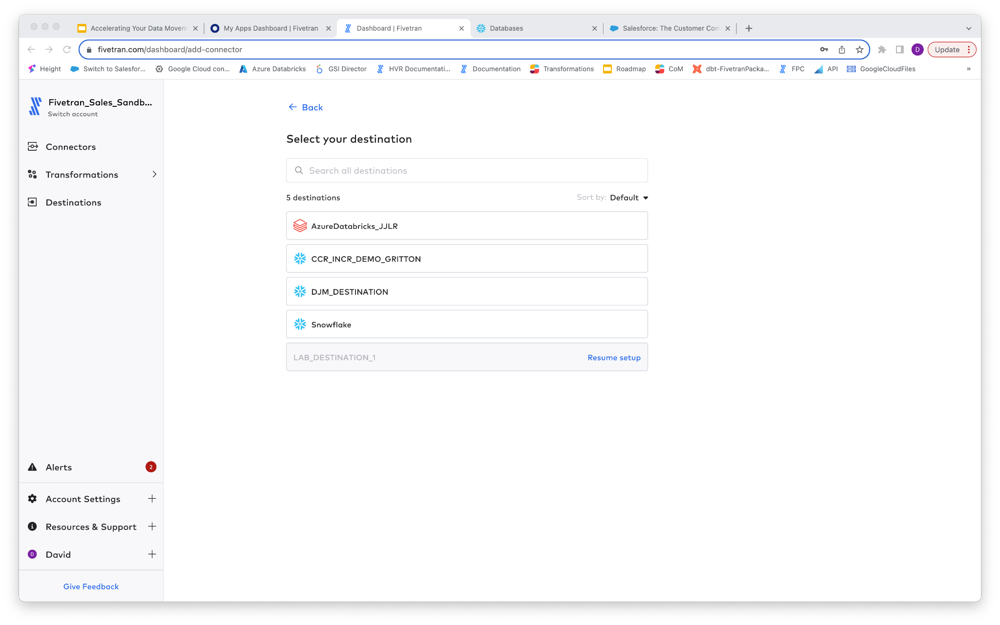 Accelerating Your Data Movem
My Apps Dashboard | Fivetran
Dashboard | Fivetran
Databases
Salesforce: The Customer Com
fivetran.com/dashboard/add-connector
D
Update
Height
Switch to Salesfor...
Google Cloud con...
Azure Databricks
GSI Director
HVR Documentati...
Documentation
Transformations
Roadmap
CoM
dbt-FivetranPacka...
FPC
API
GoogleCloudFiles
»
Fivetran_Sales_Sandb...
Switch account
Connectors
Transformations
Destinations
Alerts
2
Account Settings
Resources & Support
D
David
Give Feedback
Back
Select your destination
Search all destinations
5 destinations
Sort by: Default
AzureDatabricks_JJLR
CCR_INCR_DEMO_GRITTON
DJM_DESTINATION
Snowflake
LAB_DESTINATION_1
Resume setup